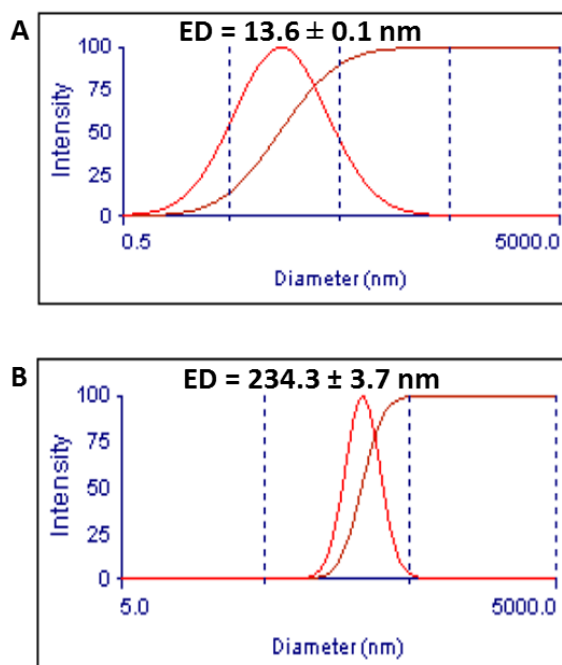 A
ED = 13.6 ± 0.1 nm
Intensity
100
75
50
25
0
0.5
5000.0
Diameter (nm)
B
ED = 234.3 ± 3.7 nm
Intensity
100
75
50
25
0
5.0
5000.0
Diameter (nm)